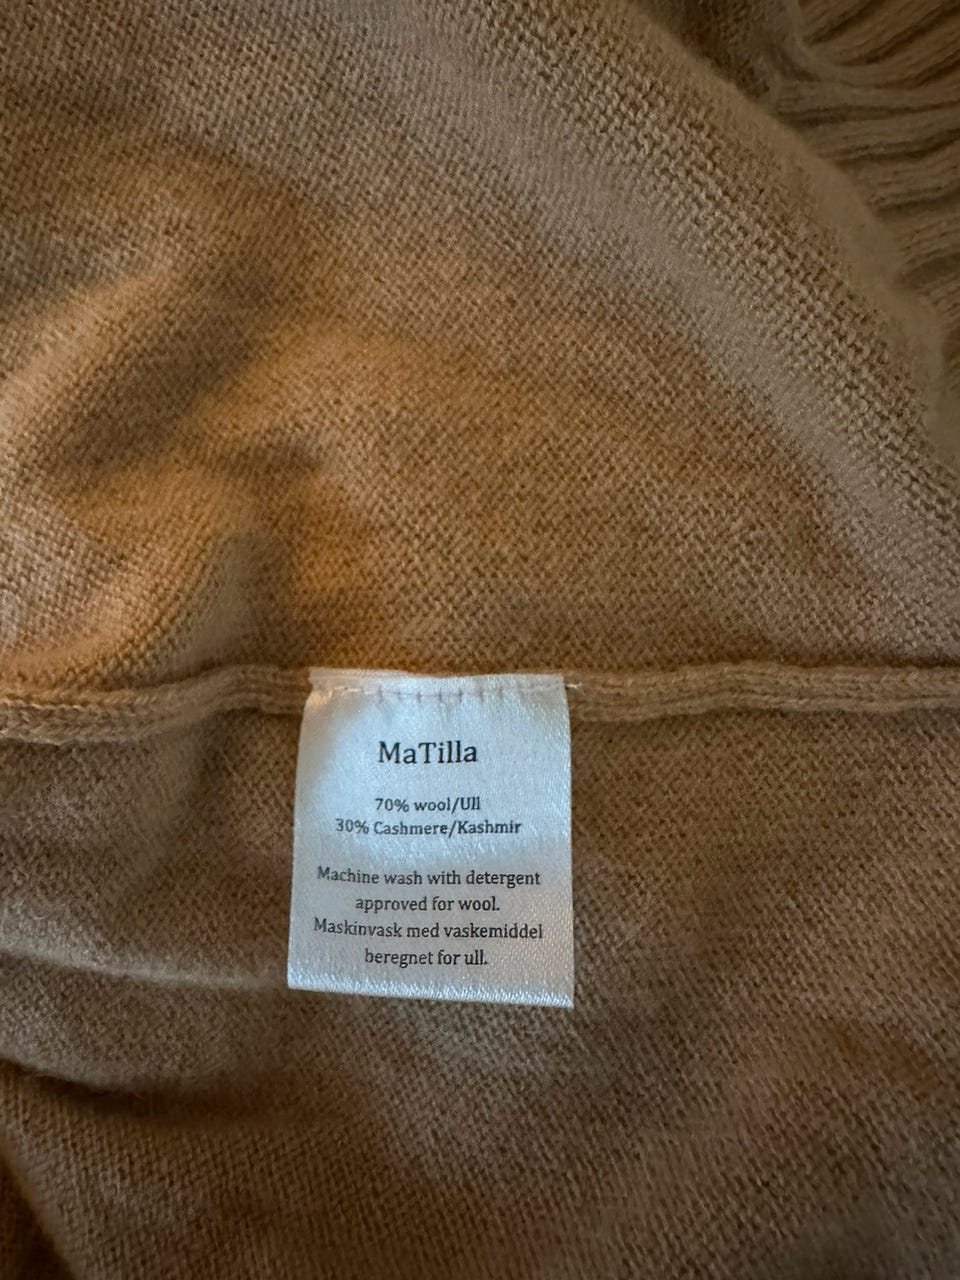 MaTilla
70% wool/Ull
30% Cashmere/Kashmir
Machine wash with detergent
approved for wool.
Maskinvask med vaskemiddel
beregnet for ull.